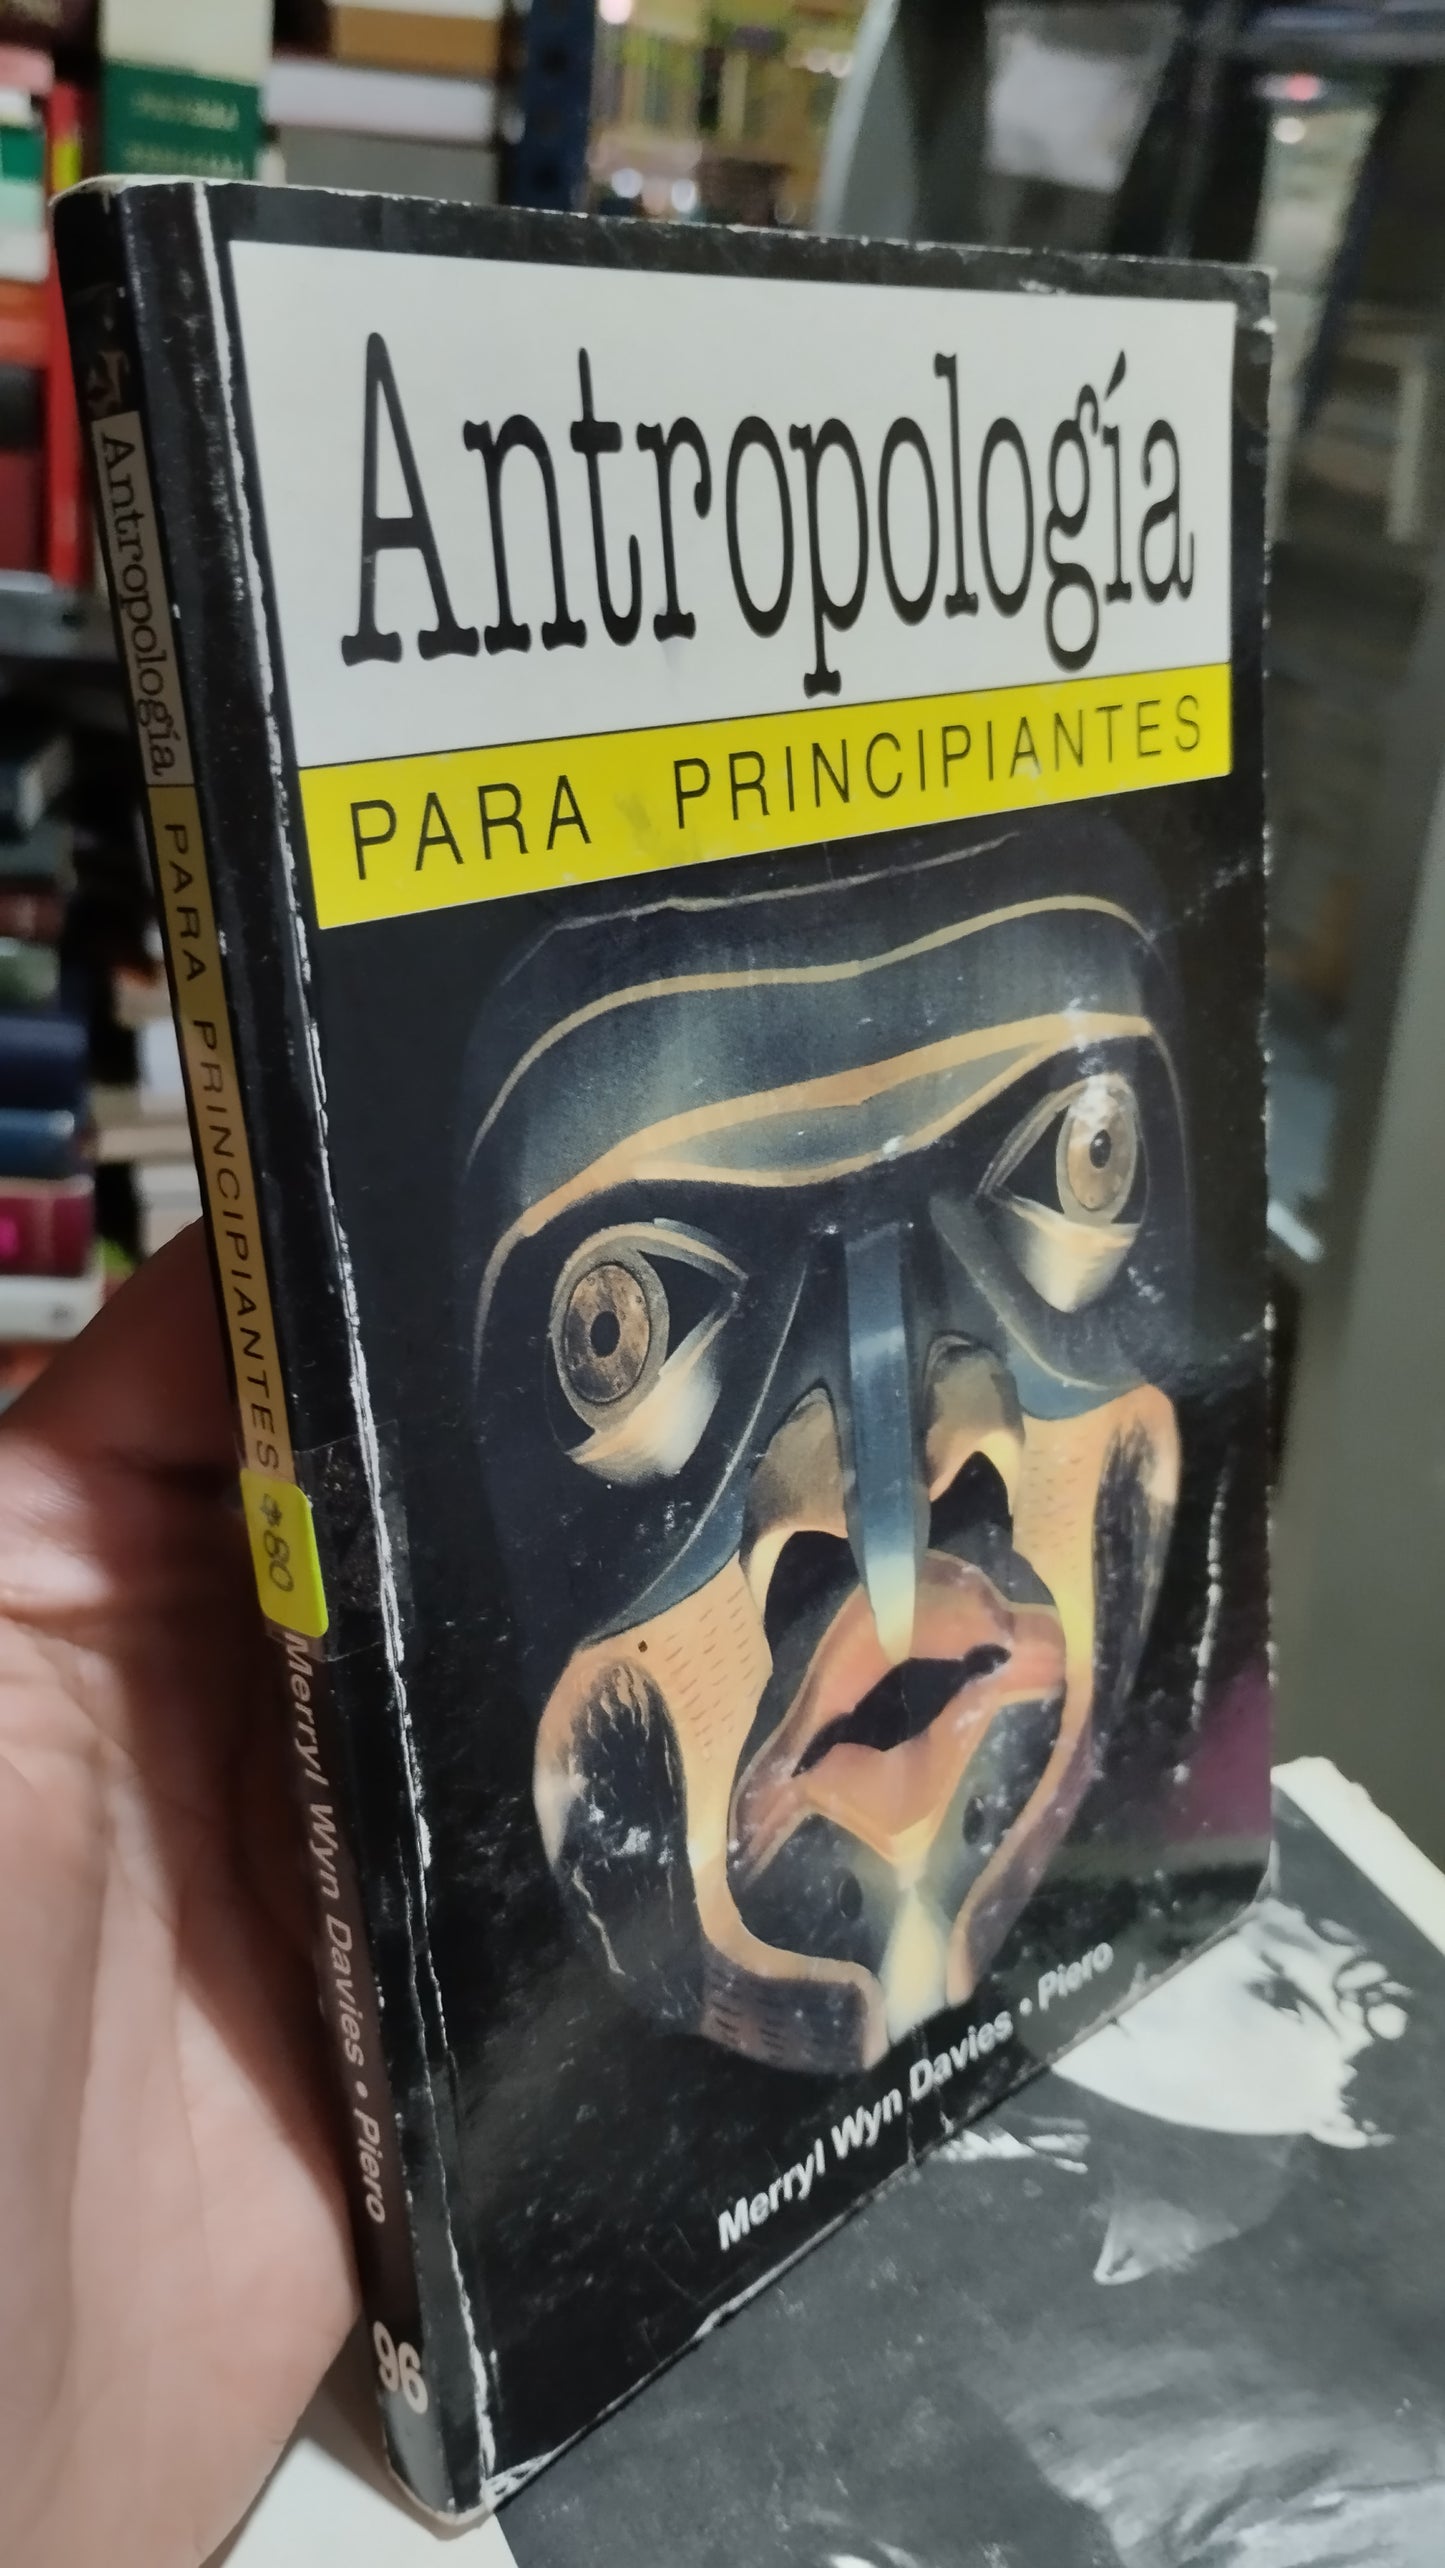 Antropología
PARA PRINCIPIANTES
Merryl Wyn Davies • Piero
Antropología PARA PRINCIPIANTES
$80
Merryl Wyn Davies • Piero
96